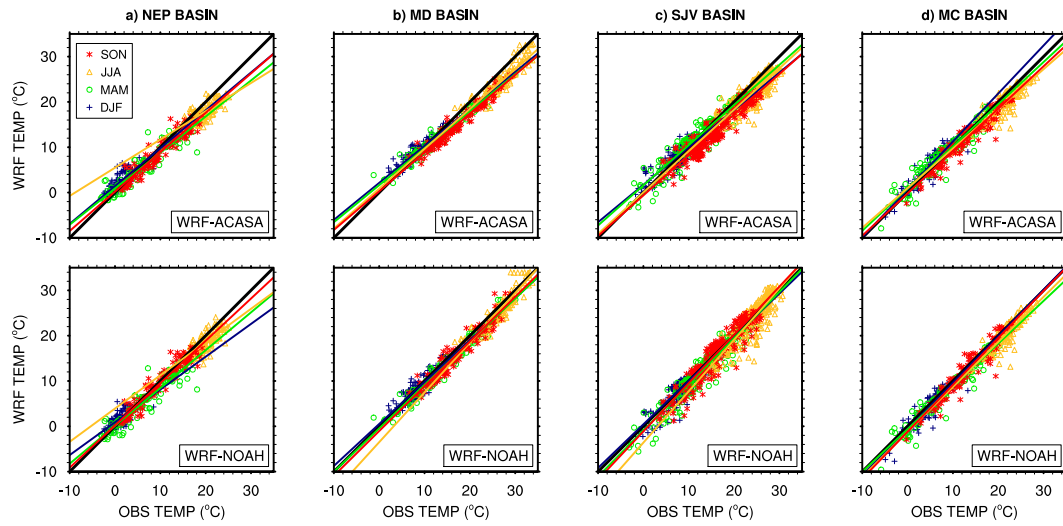 a) NEP BASIN
b) MD BASIN
c) SJV BASIN
d) MC BASIN
WRF TEMP (°C)
30
20
10
0
-10
SON
JJA
MAM
DJF
WRF-ACASA
WRF-ACASA
WRF-ACASA
WRF-ACASA
WRF TEMP (°C)
30
20
10
0
-10
WRF-NOAH
WRF-NOAH
WRF-NOAH
WRF-NOAH
-10 0 10 20 30
-10 0 10 20 30
-10 0 10 20 30
-10 0 10 20 30
OBS TEMP (°C)
OBS TEMP (°C)
OBS TEMP (°C)
OBS TEMP (°C)